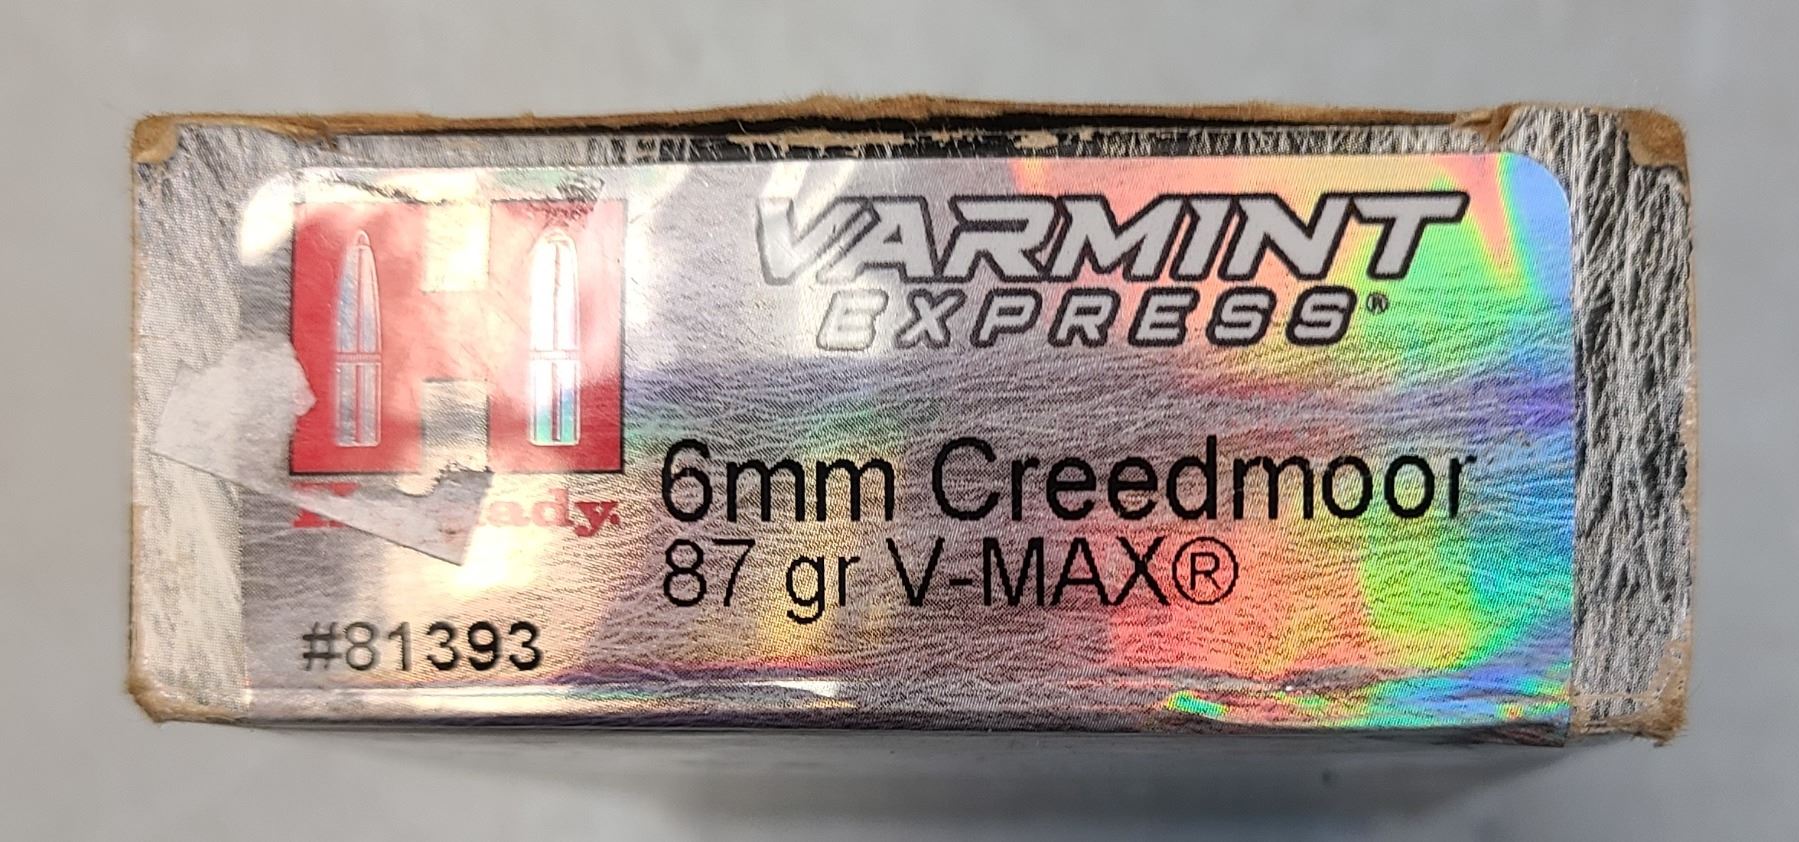 VARMINT
EXPRESS®
6mm Creedmoor
87 gr V-MAX®
#81393